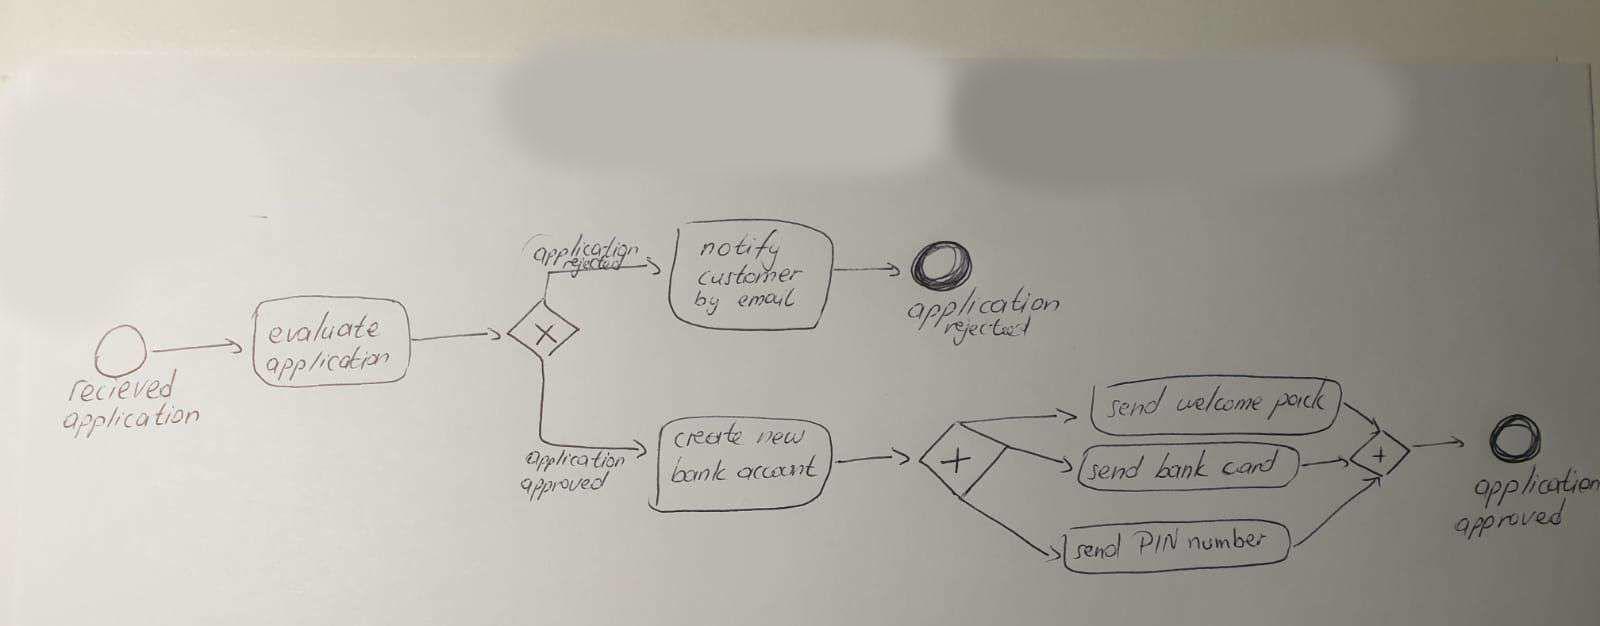 recieved
application
evaluate
application
application
rejected
notify
customer
by email
application
rejected
application
approved
create new
bank account
send welcome pack
send bank card
send PIN number
application
approved